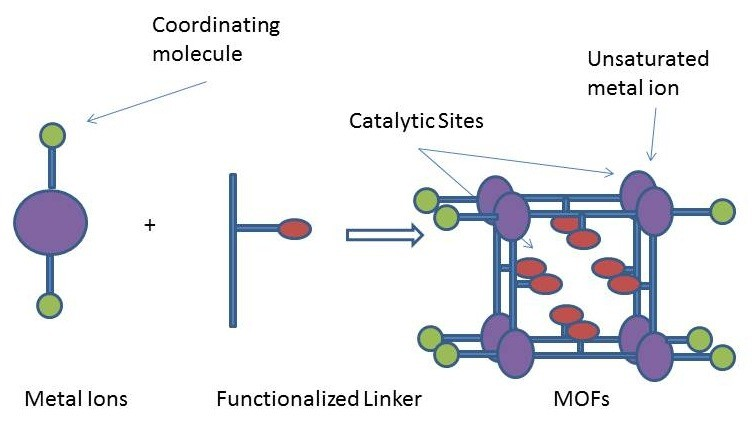 Coordinating
molecule
Unsaturated
metal ion
Catalytic Sites
+
Metal Ions
Functionalized Linker
MOFs